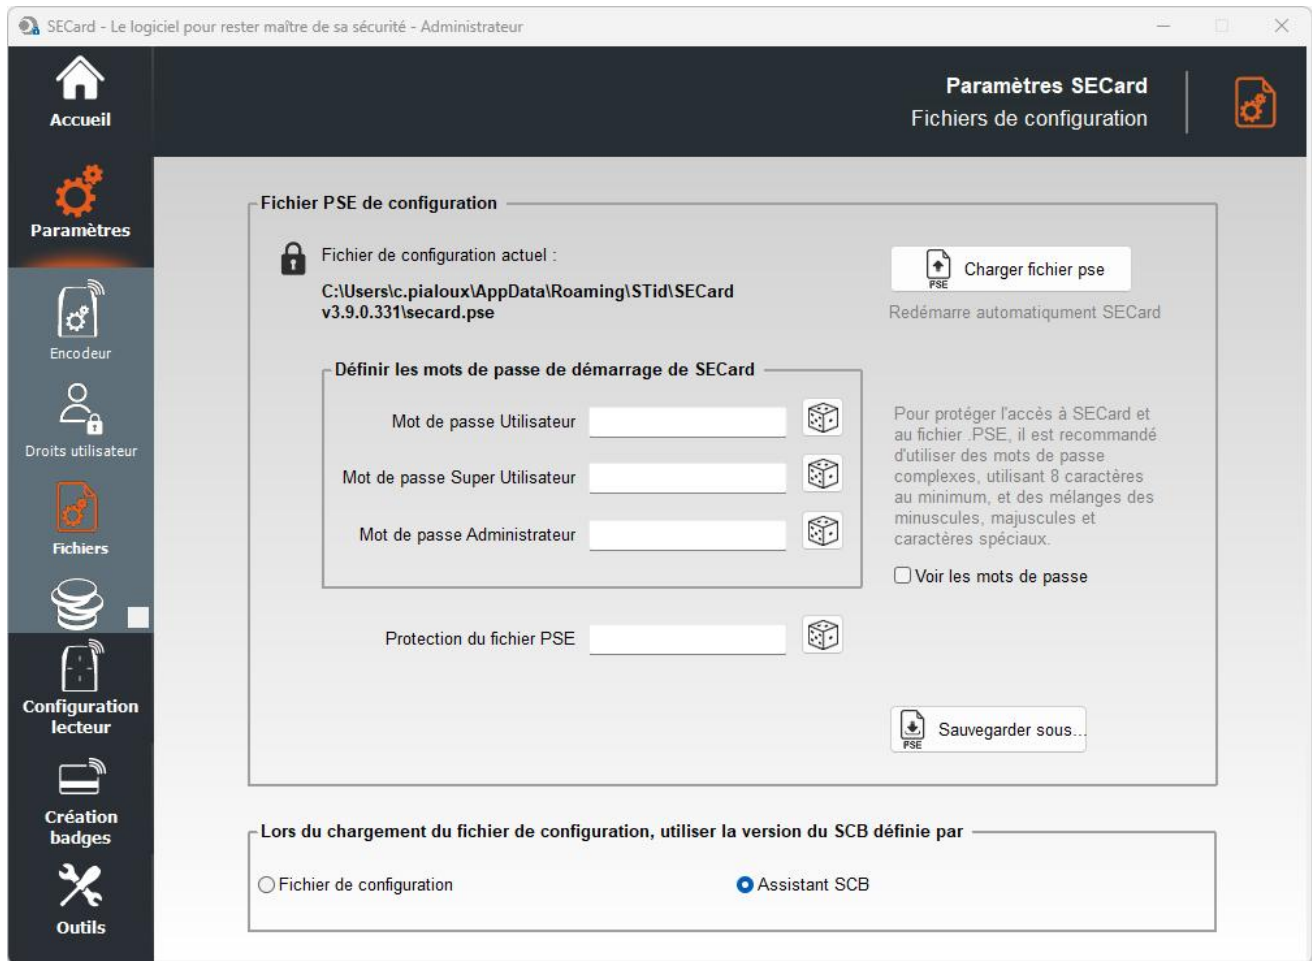 SECard - Le logiciel pour rester maître de sa sécurité - Administrateur
Accueil
Paramètres SECard
Fichiers de configuration
Paramètres
Encodeur
Droits utilisateur
Fichiers
Configuration
lecteur
Création
badges
Outils
Fichier PSE de configuration
Fichier de configuration actuel :
C:\Users\c.pialoux\AppData\Roaming\STid\SECard
v3.9.0.331\secard.pse
PSE
Charger fichier pse
Redémarre automatiqument SECard
Définir les mots de passe de démarrage de SECard
Mot de passe Utilisateur
Mot de passe Super Utilisateur
Mot de passe Administrateur
Pour protéger l'accès à SECard et
au fichier .PSE, il est recommandé
d'utiliser des mots de passe
complexes, utilisant 8 caractères
au minimum, et des mélanges des
minuscules, majuscules et
caractères spéciaux.
Voir les mots de passe
Protection du fichier PSE
PSE
Sauvegarder sous...
Lors du chargement du fichier de configuration, utiliser la version du SCB définie par
Fichier de configuration
Assistant SCB